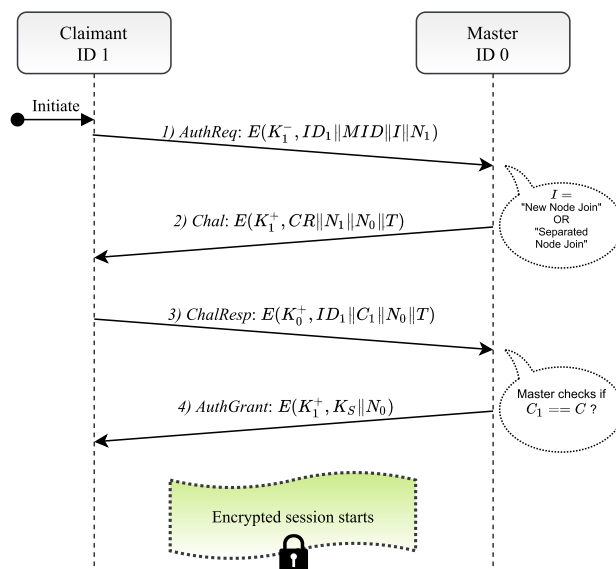 Claimant
ID 1
Master
ID 0
Initiate
1) AuthReq: E(K₁⁻, ID₁||MID||I||N₁)
I =
"New Node Join"
OR
"Separated
Node Join"
2) Chal: E(K₁⁺, CR||N₁||N₀||T)
3) ChalResp: E(K₀⁺, ID₁||C₁||N₀||T)
Master checks if
C₁ == C ?
4) AuthGrant: E(K₁⁺, K_S||N₀)
Encrypted session starts